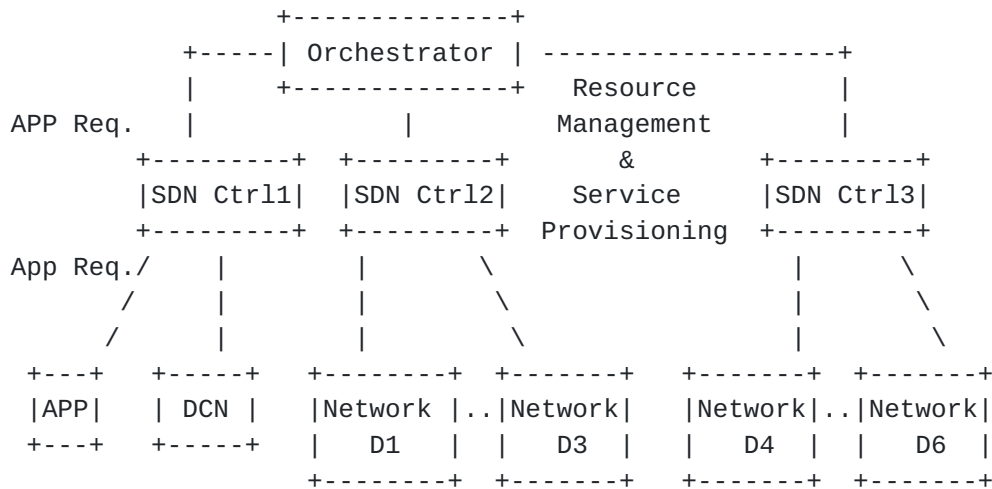 +--------------+
           +-----| Orchestrator | -------------------+
           |     +--------------+   Resource         |
APP Req.   |             |         Management        |
        +---------+  +---------+       &        +---------+
        |SDN Ctrl1|  |SDN Ctrl2|    Service     |SDN Ctrl3|
        +---------+  +---------+  Provisioning  +---------+
App Req./    |        |       \                   |      \
       /     |        |        \                  |       \
      /      |        |         \                 |        \
 +---+   +-----+   +--------+  +-------+   +-------+  +-------+
 |APP|   | DCN |   |Network |..|Network|   |Network|..|Network|
 +---+   +-----+   |   D1   |  |   D3  |   |   D4  |  |   D6  |
                   +--------+  +-------+   +-------+  +-------+